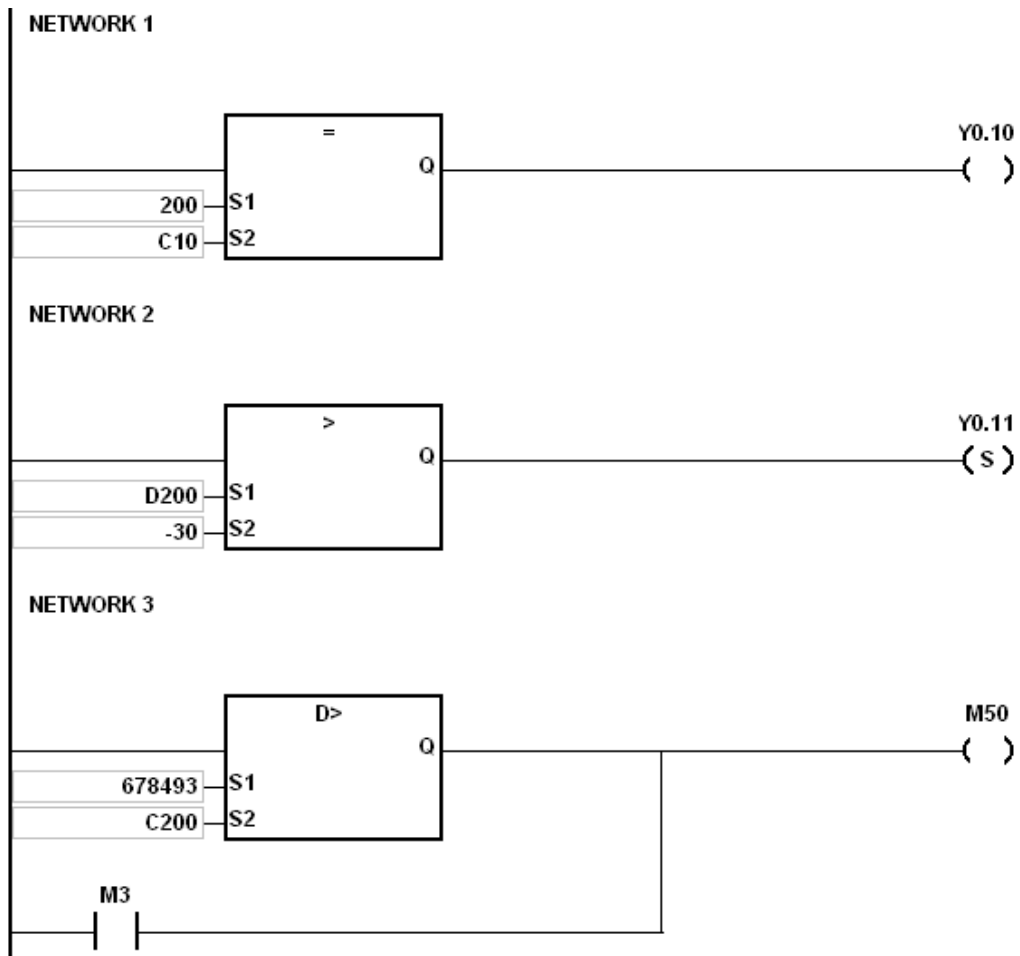 NETWORK 1
=
Y0.10
Q
200 S1
C10 S2
NETWORK 2
>
Y0.11
Q
S
D200 S1
-30 S2
NETWORK 3
D>
M50
Q
678493 S1
C200 S2
M3